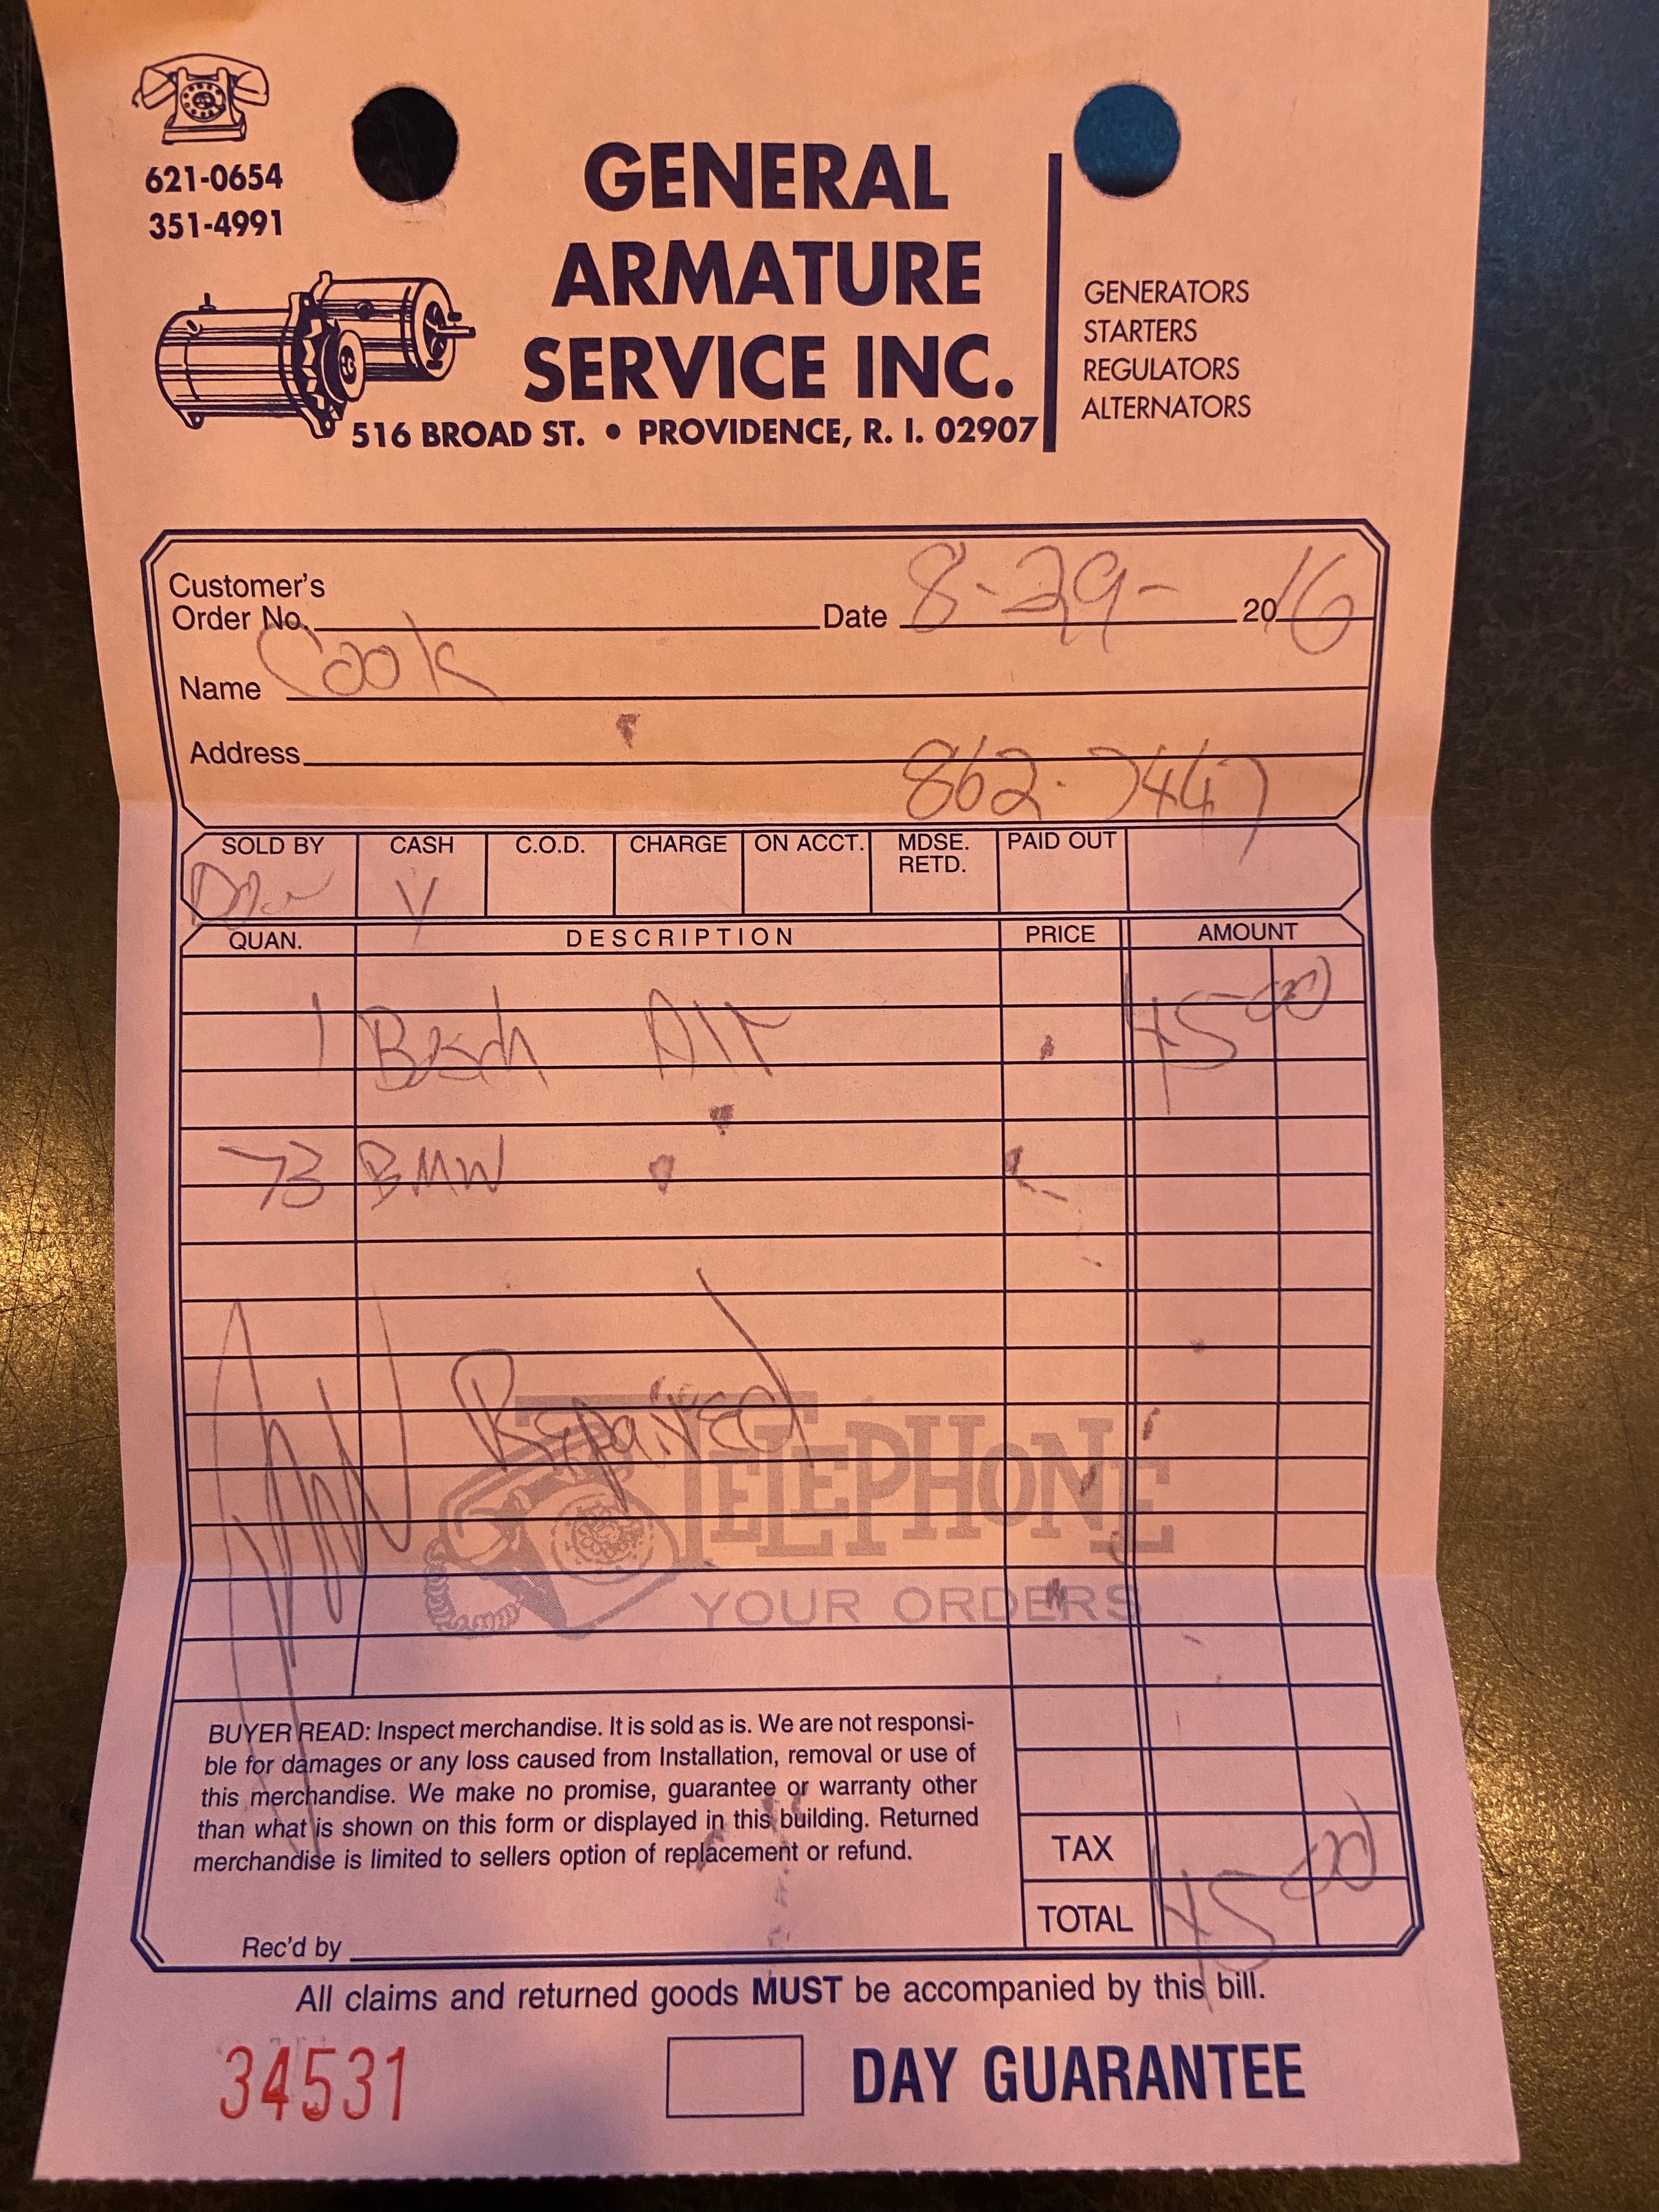 621-0654
351-4991
GENERAL
ARMATURE
SERVICE INC.
516 BROAD ST. • PROVIDENCE, R. I. 02907
GENERATORS
STARTERS
REGULATORS
ALTERNATORS
Customer's
Order No. Date 8-29- 2016
Name Cook
Address
862-7447
SOLD BY CASH C.O.D. CHARGE ON ACCT. MDSE. RETD. PAID OUT
QUAN. DESCRIPTION PRICE AMOUNT
1 Bosch Alt 45 00
73 BMW
Repaired
TELEPHONE
YOUR ORDERS
BUYER READ: Inspect merchandise. It is sold as is. We are not responsi-
ble for damages or any loss caused from Installation, removal or use of
this merchandise. We make no promise, guarantee or warranty other
than what is shown on this form or displayed in this building. Returned
merchandise is limited to sellers option of replacement or refund.
TAX
TOTAL 45 00
Rec'd by
All claims and returned goods MUST be accompanied by this bill.
34531 DAY GUARANTEE